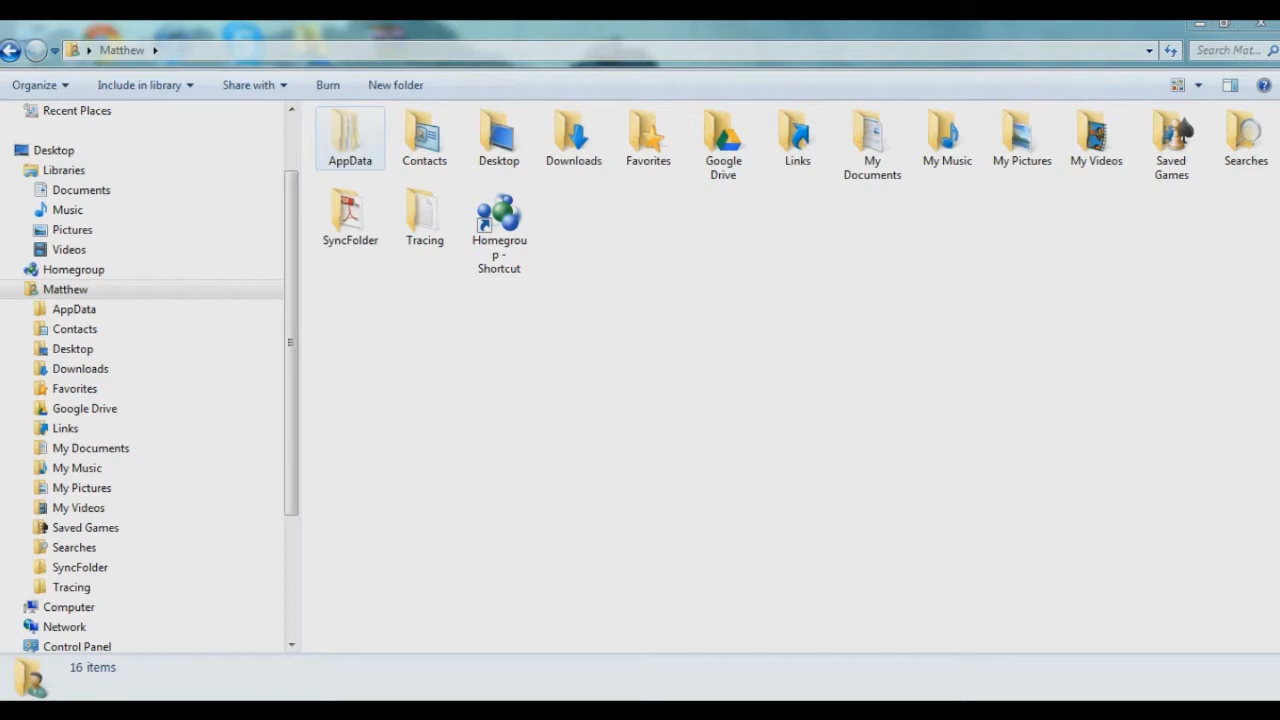 Matthew
Search Mat...
Organize
Include in library
Share with
Burn
New folder
Recent Places
Desktop
Libraries
Documents
Music
Pictures
Videos
Homegroup
Matthew
AppData
Contacts
Desktop
Downloads
Favorites
Google Drive
Links
My Documents
My Music
My Pictures
My Videos
Saved Games
Searches
SyncFolder
Tracing
Computer
Network
Control Panel
AppData
Contacts
Desktop
Downloads
Favorites
Google
Drive
Links
My
Documents
My Music
My Pictures
My Videos
Saved
Games
Searches
SyncFolder
Tracing
Homegrou
p -
Shortcut
16 items